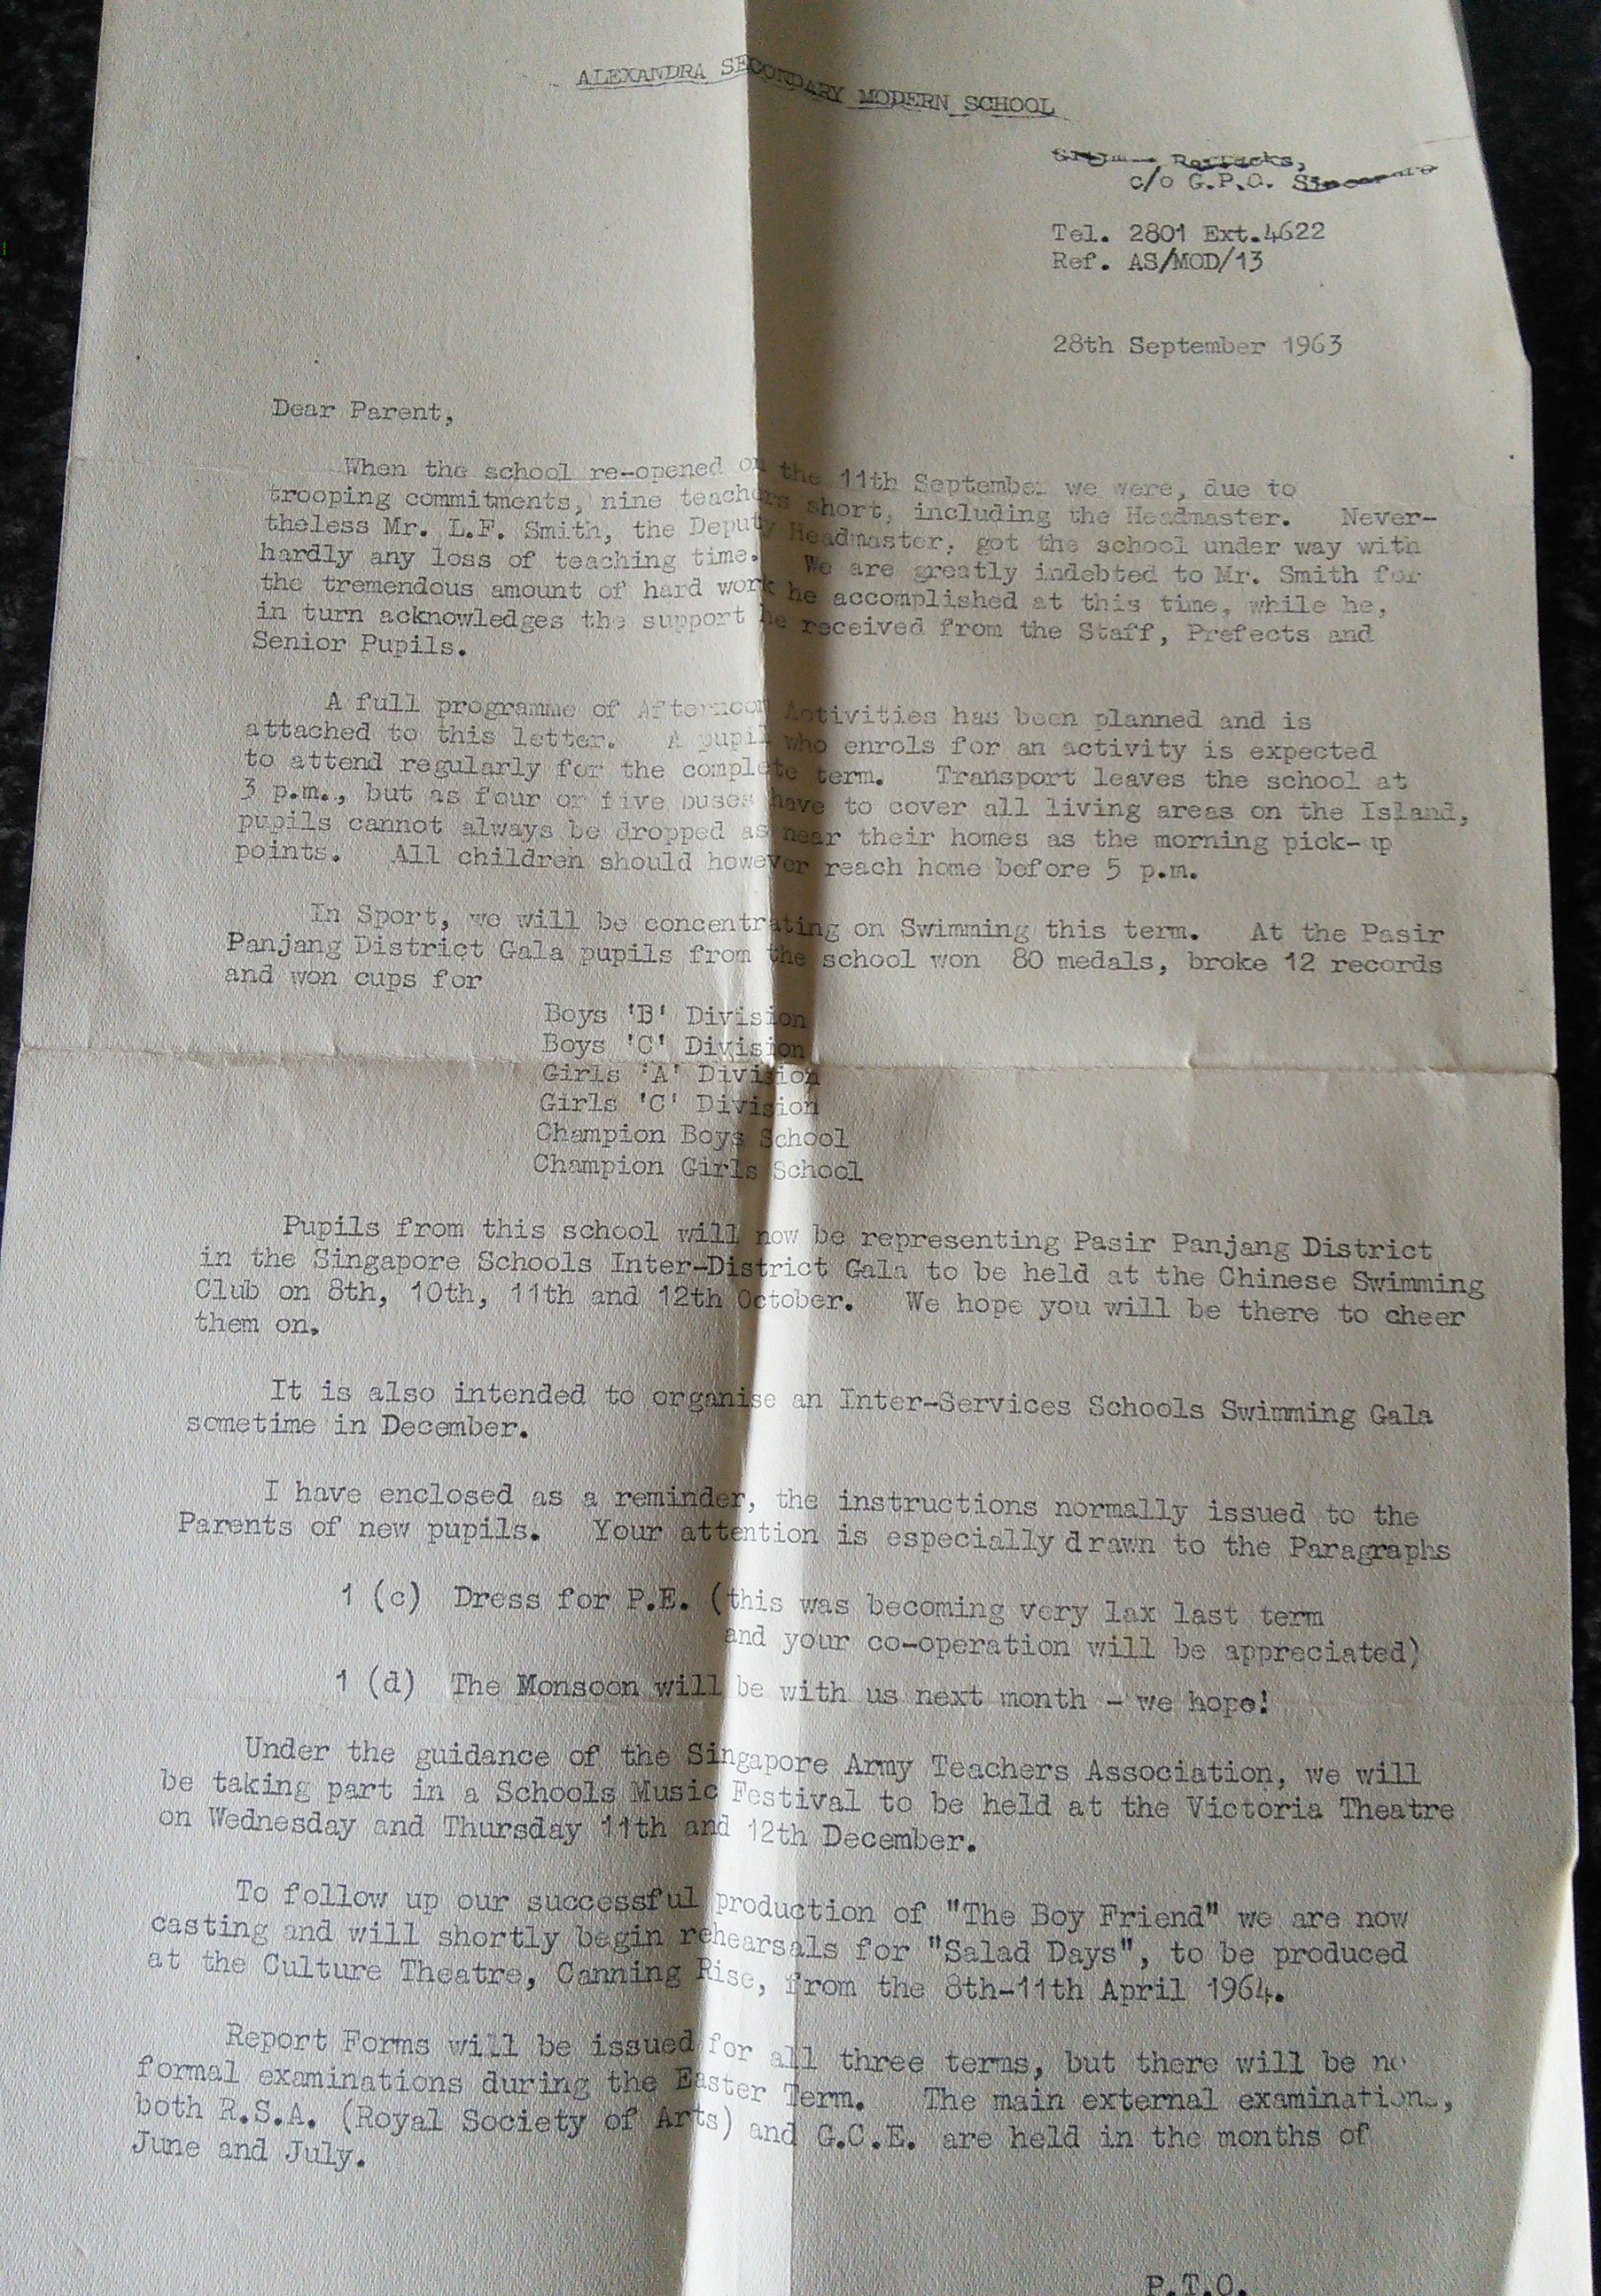 ALEXANDRA SECONDARY MODERN SCHOOL
Barracks,
c/o G.P.O. Singapore
Tel. 2801 Ext.4622
Ref. AS/MOD/13
28th September 1963
Dear Parent,
When the school re-opened on the 11th September we were, due to
trooping commitments, nine teachers short, including the Headmaster. Never-
theless Mr. L.F. Smith, the Deputy Headmaster, got the school under way with
hardly any loss of teaching time. We are greatly indebted to Mr. Smith for
the tremendous amount of hard work he accomplished at this time, while he,
in turn acknowledges the support he received from the Staff, Prefects and
Senior Pupils.
A full programme of Afternoon Activities has been planned and is
attached to this letter. A pupil who enrols for an activity is expected
to attend regularly for the complete term. Transport leaves the school at
3 p.m., but as four or five buses have to cover all living areas on the Island,
pupils cannot always be dropped as near their homes as the morning pick-up
points. All children should however reach home before 5 p.m.
In Sport, we will be concentrating on Swimming this term. At the Pasir
Panjang District Gala pupils from the school won 80 medals, broke 12 records
and won cups for
Boys 'B' Division
Boys 'C' Division
Girls 'A' Division
Girls 'C' Division
Champion Boys School
Champion Girls School
Pupils from this school will now be representing Pasir Panjang District
in the Singapore Schools Inter-District Gala to be held at the Chinese Swimming
Club on 8th, 10th, 11th and 12th October. We hope you will be there to cheer
them on.
It is also intended to organise an Inter-Services Schools Swimming Gala
sometime in December.
I have enclosed as a reminder, the instructions normally issued to the
Parents of new pupils. Your attention is especially drawn to the Paragraphs
1 (c) Dress for P.E. (this was becoming very lax last term
and your co-operation will be appreciated)
1 (d) The Monsoon will be with us next month - we hope!
Under the guidance of the Singapore Army Teachers Association, we will
be taking part in a Schools Music Festival to be held at the Victoria Theatre
on Wednesday and Thursday 11th and 12th December.
To follow up our successful production of "The Boy Friend" we are now
casting and will shortly begin rehearsals for "Salad Days", to be produced
at the Culture Theatre, Canning Rise, from the 8th-11th April 1964.
Report Forms will be issued for all three terms, but there will be no
formal examinations during the Easter Term. The main external examinations,
both R.S.A. (Royal Society of Arts) and G.C.E. are held in the months of
June and July.
P.T.O.